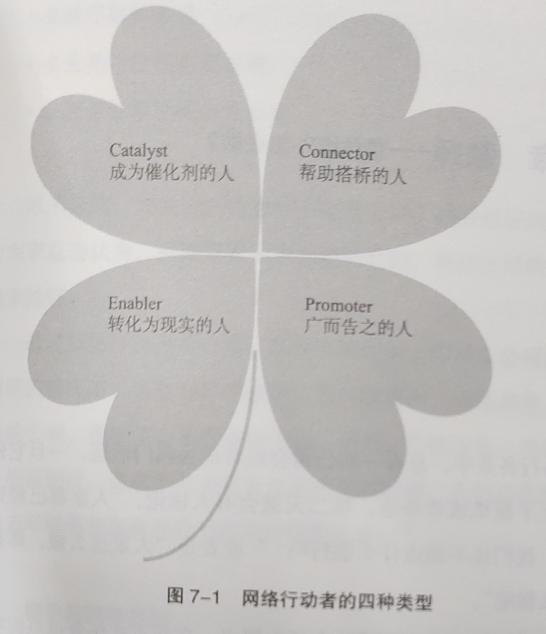 Catalyst
成为催化剂的人
Connector
帮助搭桥的人
Enabler
转化为现实的人
Promoter
广而告之的人
图 7-1 网络行动者的四种类型